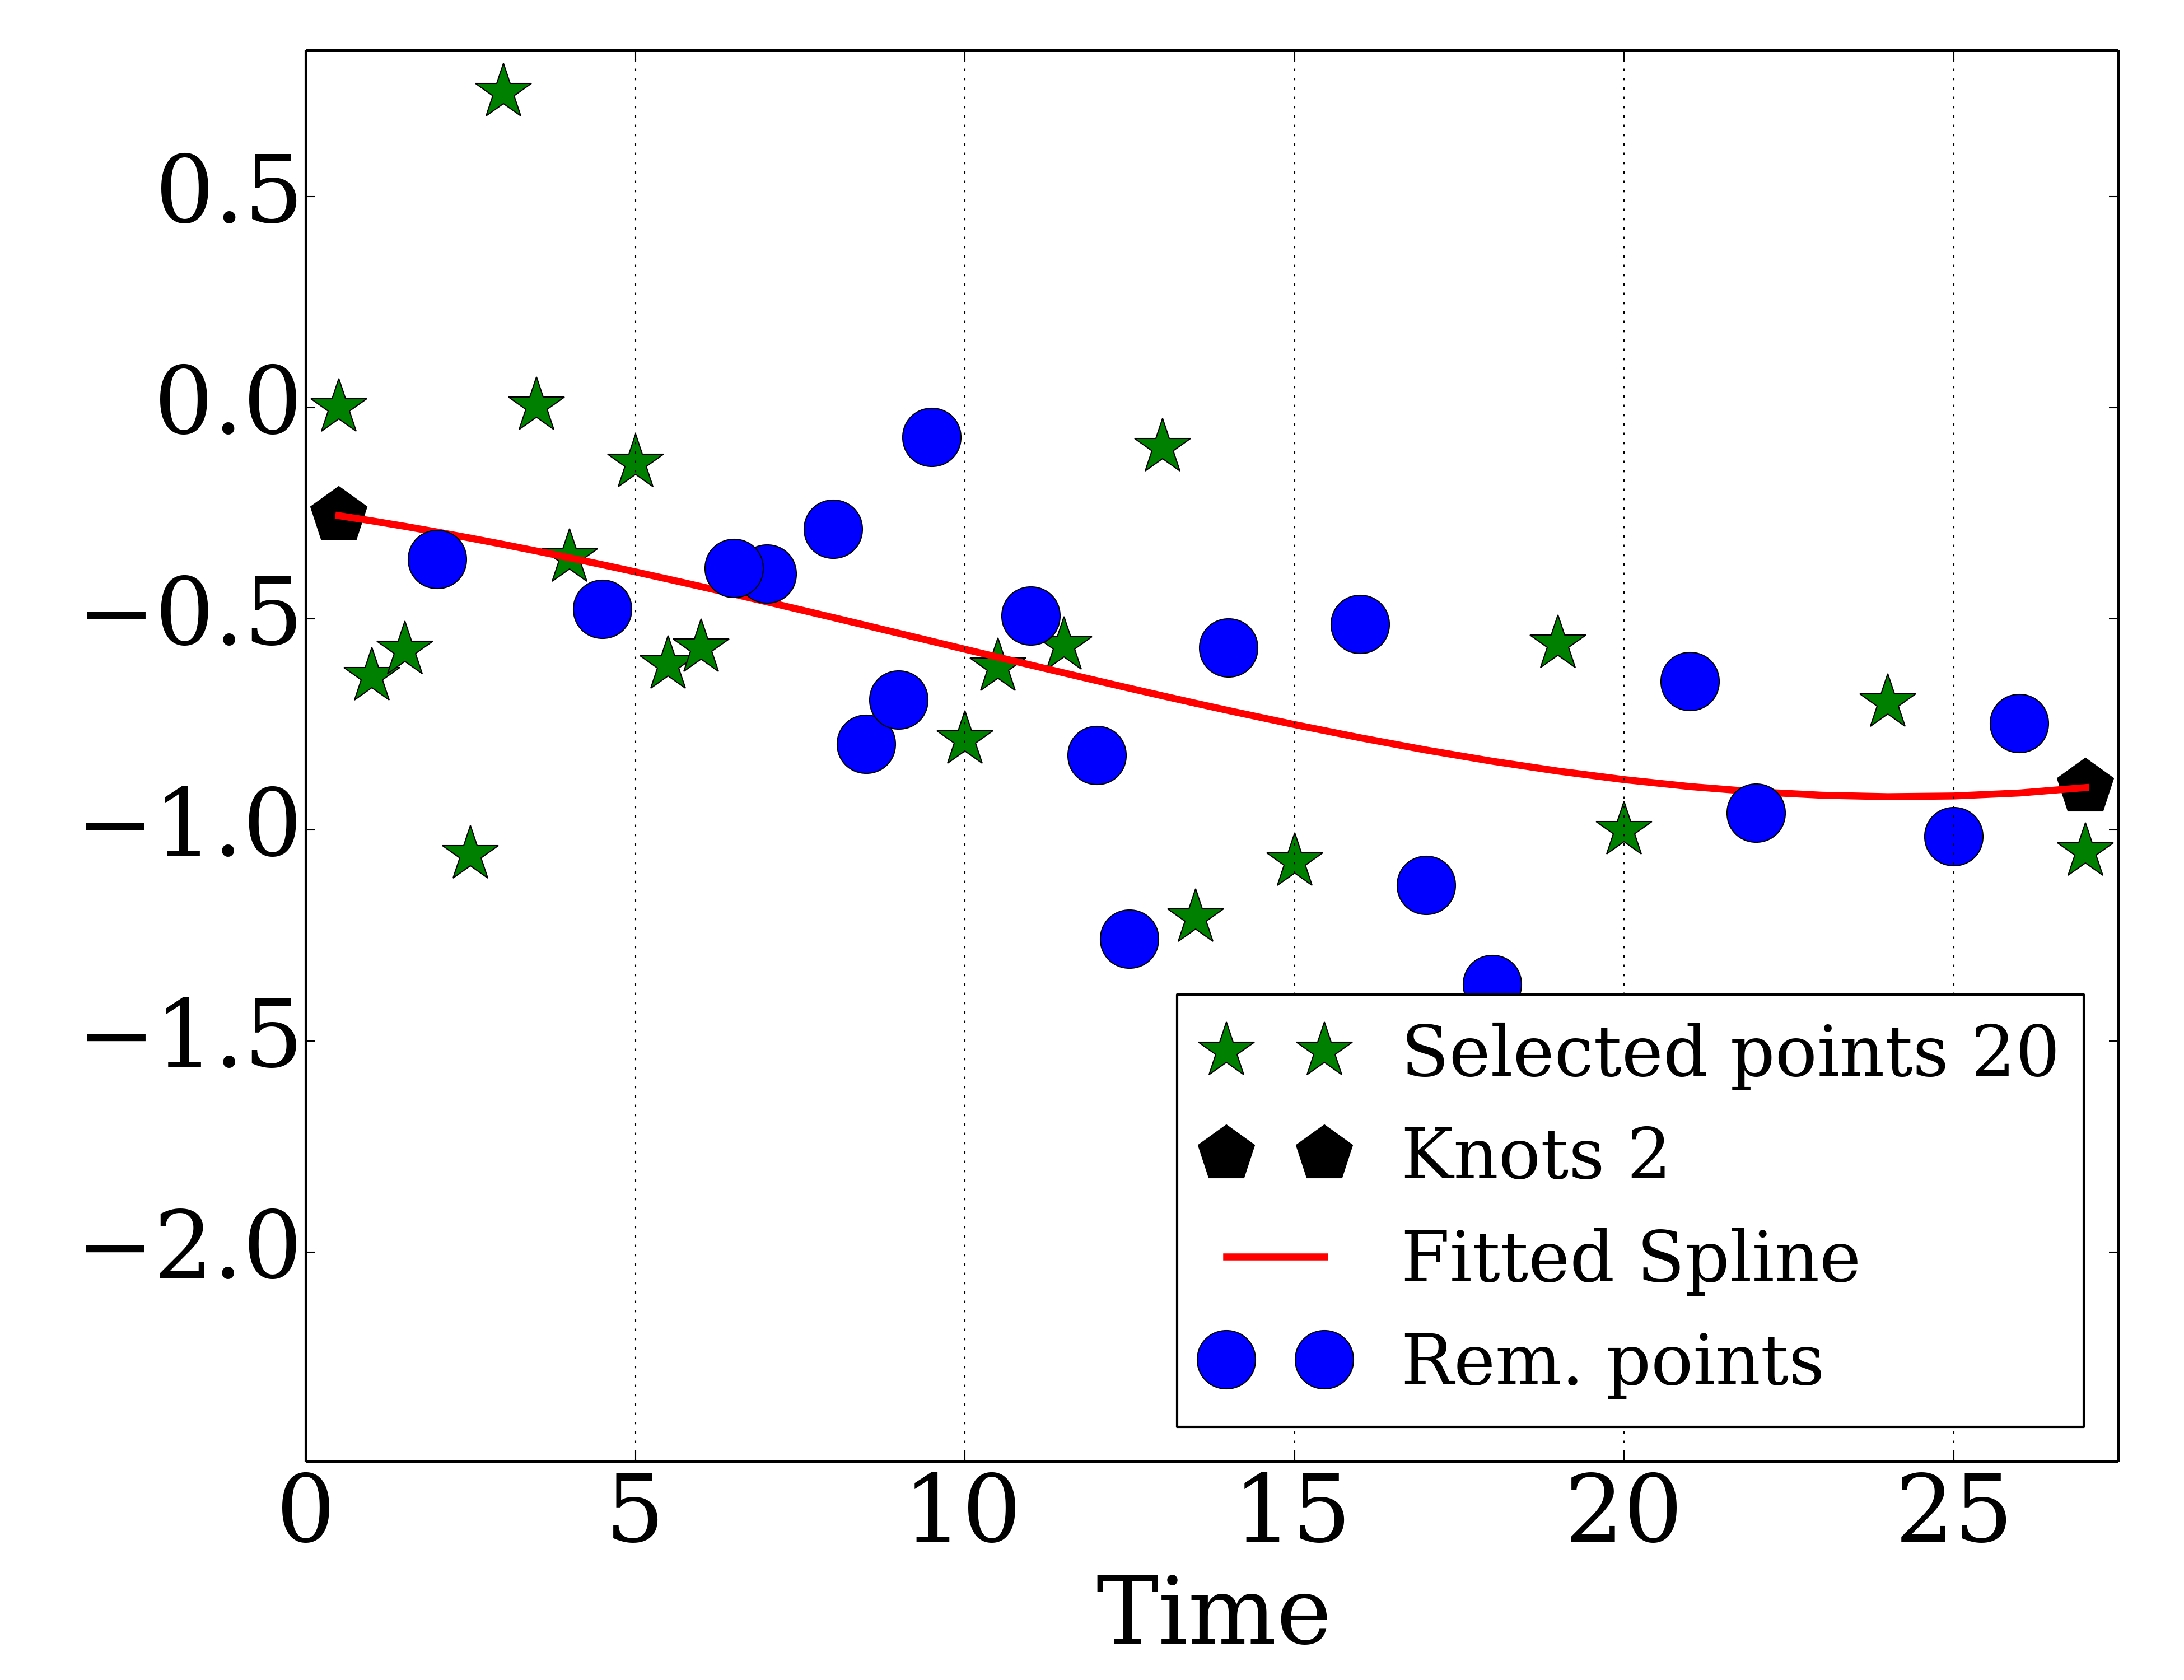 0.5
0.0
−0.5
−1.0
−1.5
−2.0
Selected points 20
Knots 2
Fitted Spline
Rem. points
0 5 10 15 20 25
Time